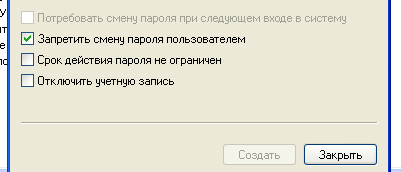 Потребовать смену пароля при следующем входе в систему
Запретить смену пароля пользователем
Срок действия пароля не ограничен
Отключить учетную запись
Создать
Закрыть